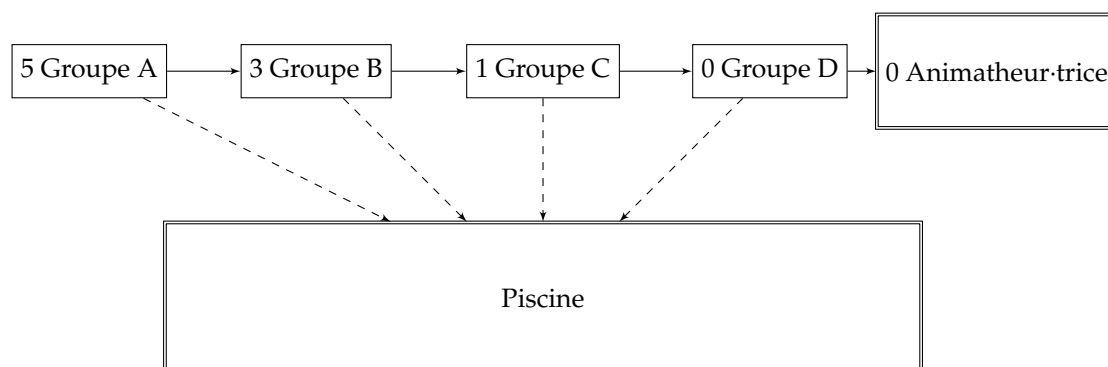 5 Groupe A
3 Groupe B
1 Groupe C
0 Groupe D
0 Animatheur·trice
Piscine